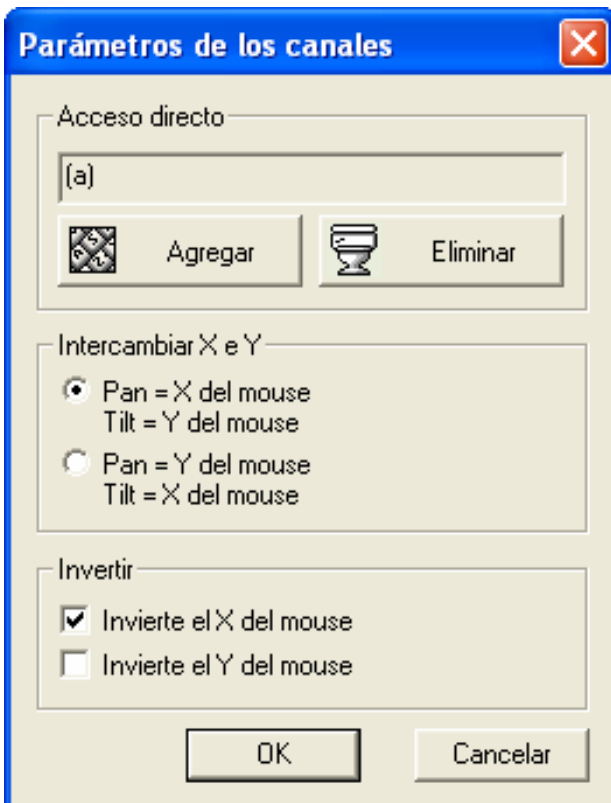 Parámetros de los canales
Acceso directo
(a)
Agregar
Eliminar
Intercambiar X e Y
Pan = X del mouse
Tilt = Y del mouse
Pan = Y del mouse
Tilt = X del mouse
Invertir
Invierte el X del mouse
Invierte el Y del mouse
OK
Cancelar